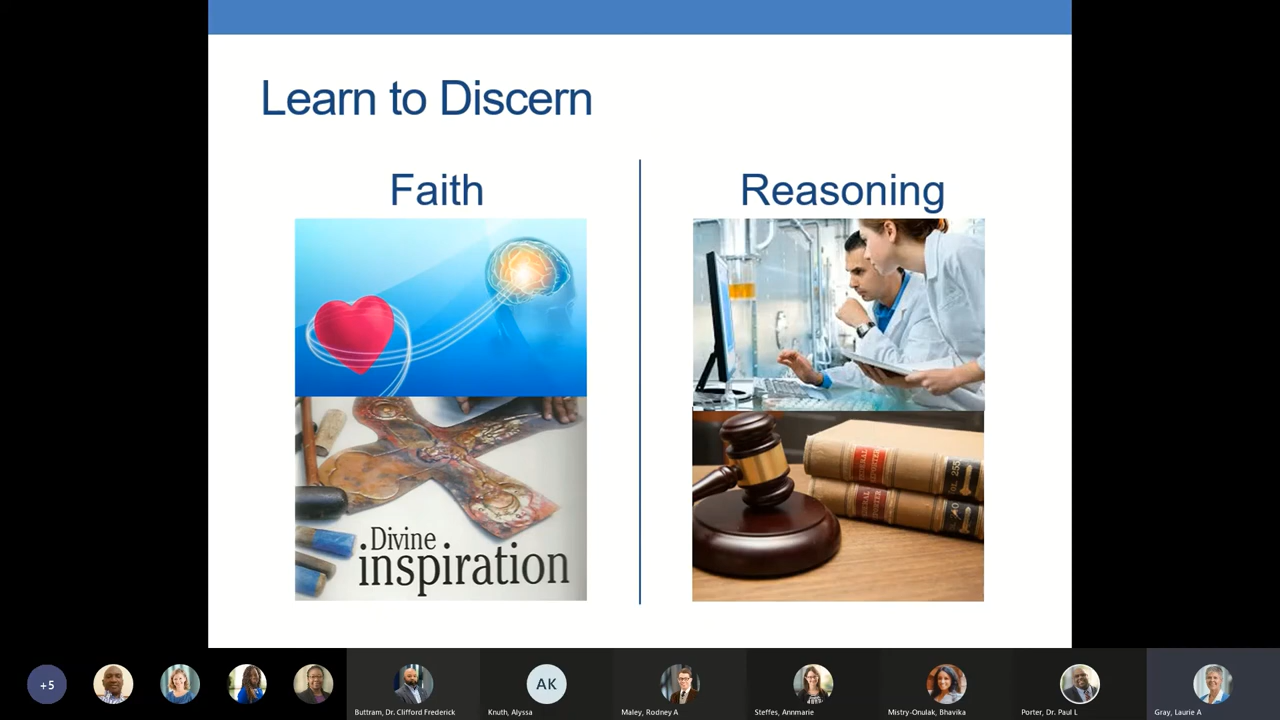 Learn to Discern
Faith
Reasoning
Divine
inspiration
+5
Buttram, Dr. Clifford Frederick
AK
Knuth, Alyssa
Maley, Rodney A
Steffes, Annmarie
Mistry-Onulak, Bhavika
Porter, Dr. Paul L
Gray, Laurie A